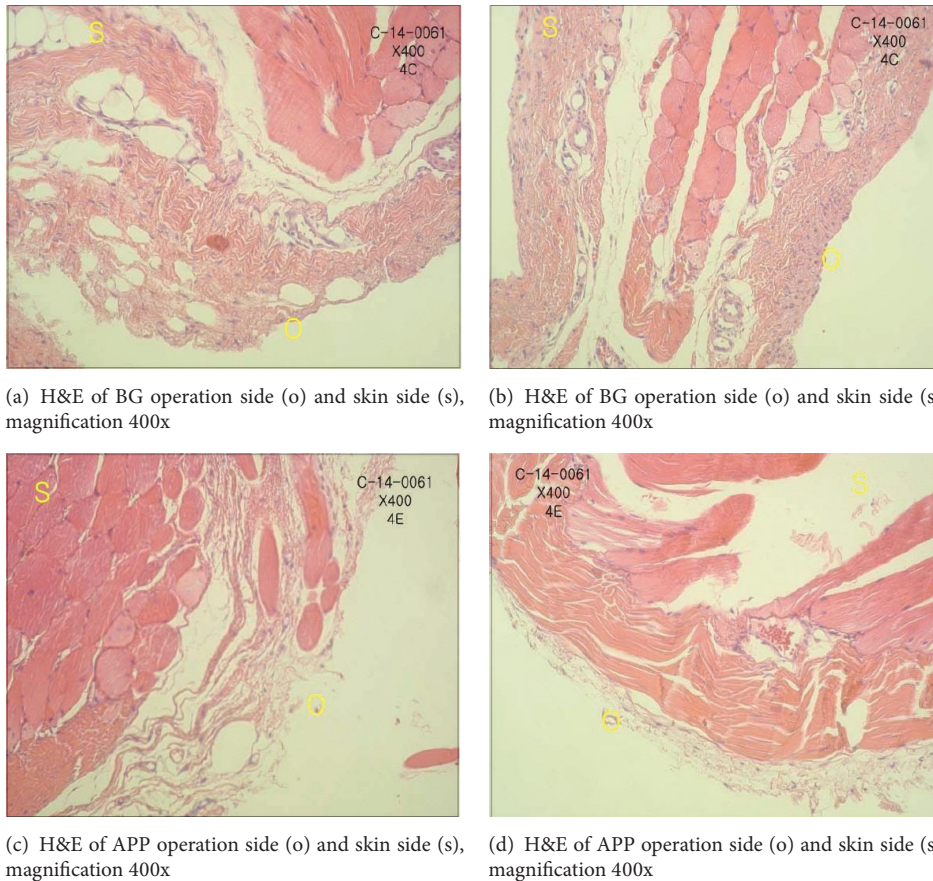 S
C-14-0061
X400
4C
O
S
C-14-0061
X400
4C
O
(a) H&E of BG operation side (o) and skin side (s),
magnification 400x
(b) H&E of BG operation side (o) and skin side (s
magnification 400x
S
C-14-0061
X400
4E
O
C-14-0061
X400
4E
S
O
(c) H&E of APP operation side (o) and skin side (s),
magnification 400x
(d) H&E of APP operation side (o) and skin side (s
magnification 400x